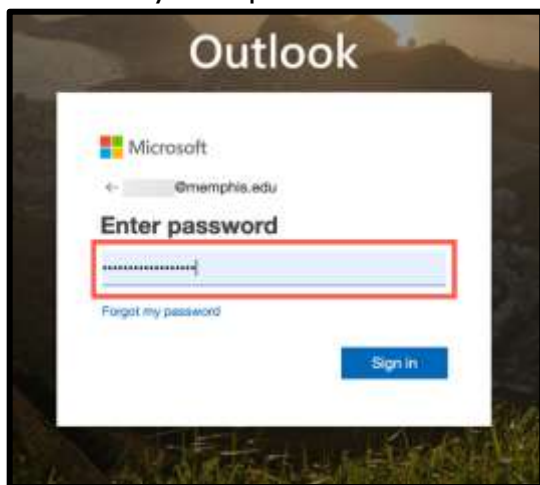 Outlook
Microsoft
← @memphis.edu
Enter password
••••••••••••••••••
Forgot my password
Sign in